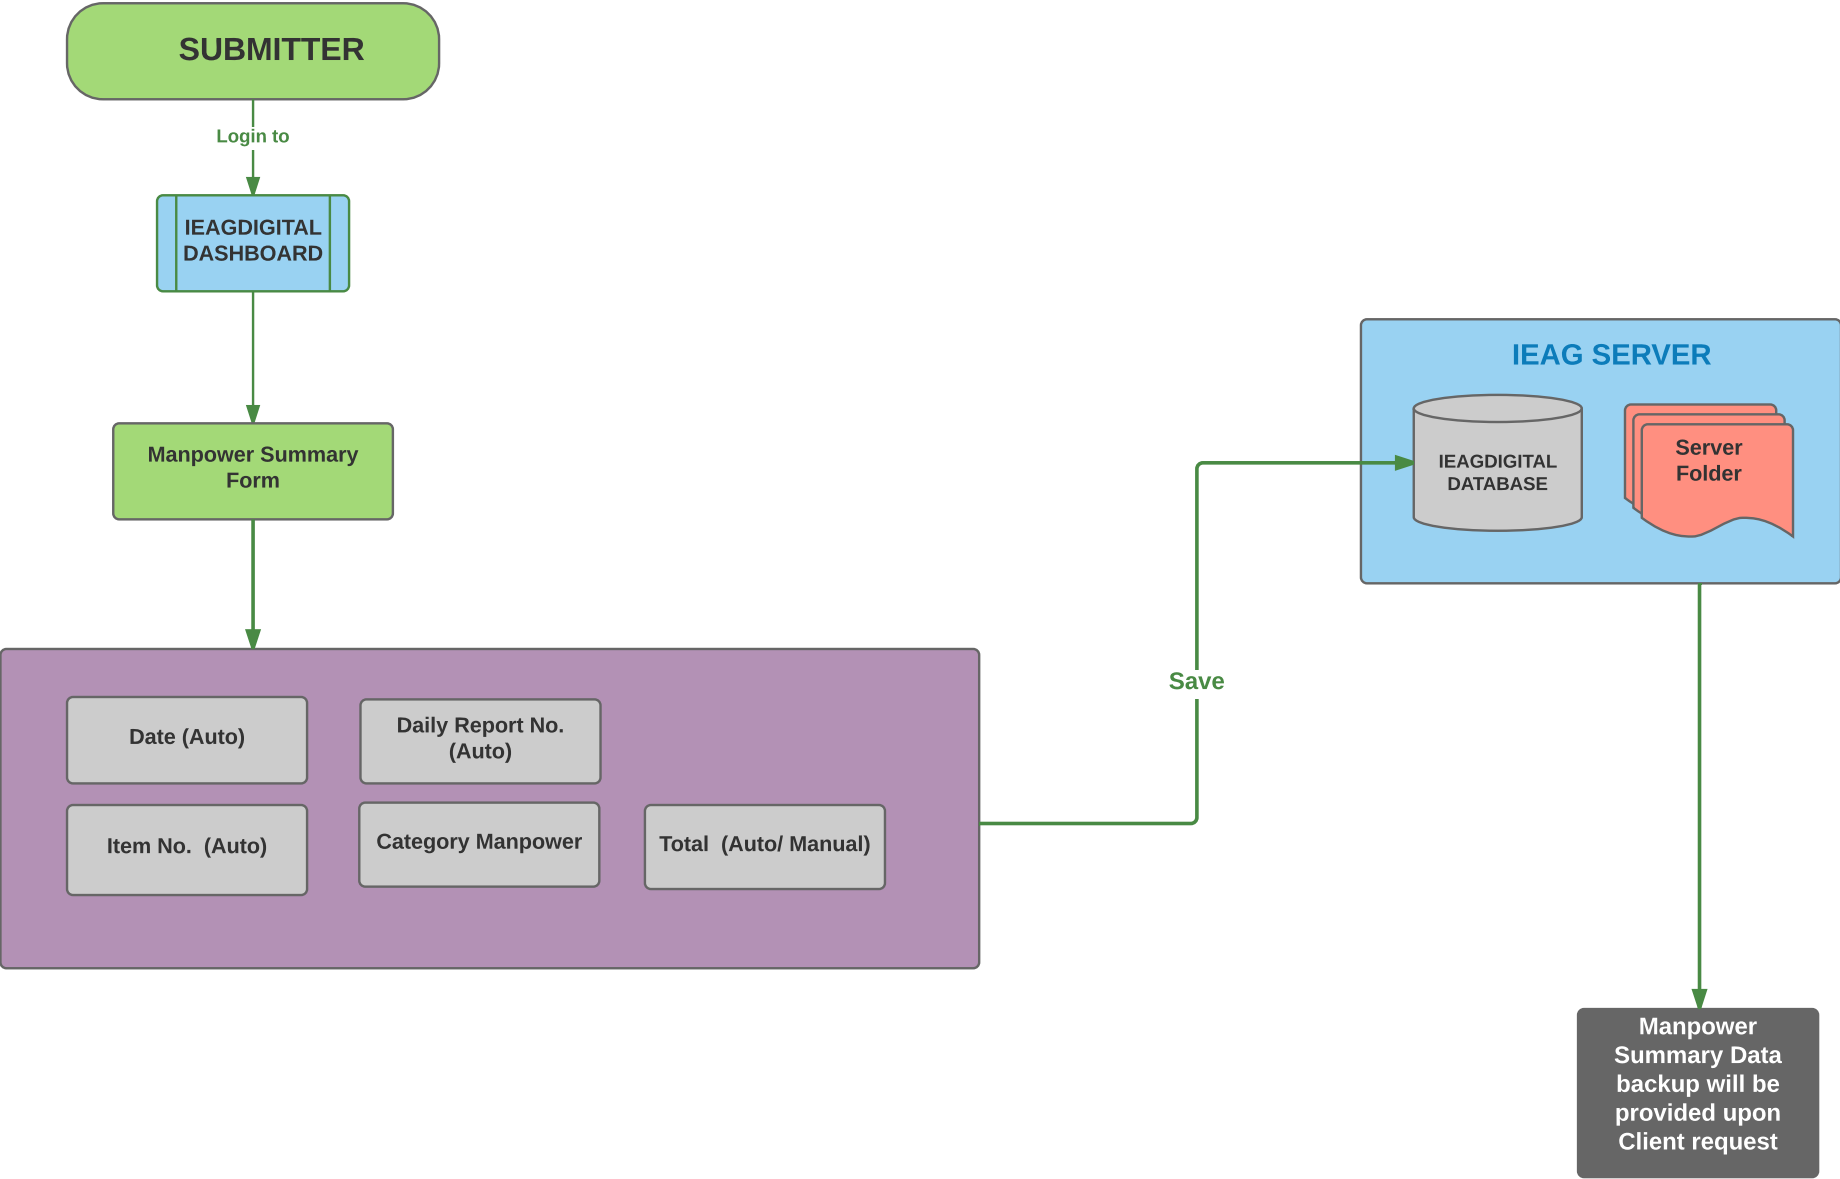 SUBMITTER
Login to
IEAGDIGITAL
DASHBOARD
Manpower Summary
Form
Date (Auto)
Daily Report No.
(Auto)
Item No.  (Auto)
Category Manpower
Total  (Auto/ Manual)
Save
IEAG SERVER
IEAGDIGITAL
DATABASE
Server
Folder
Manpower
Summary Data
backup will be
provided upon
Client request